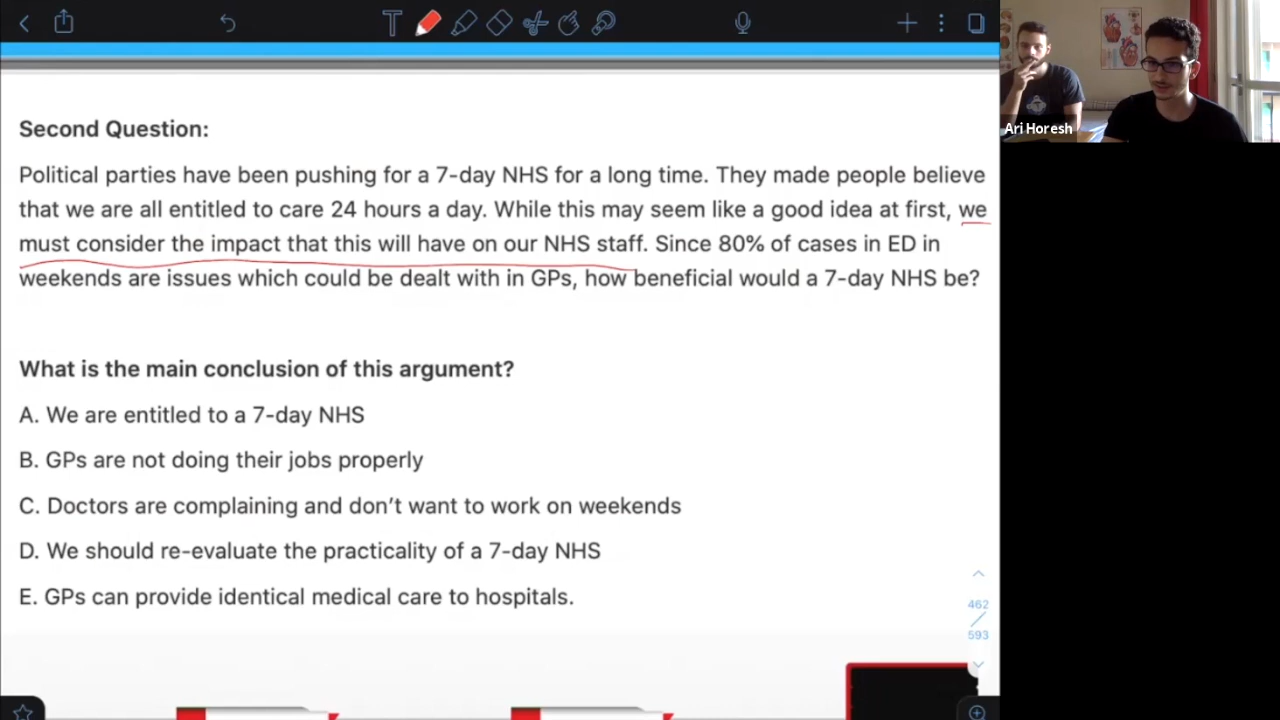 Second Question:
Political parties have been pushing for a 7-day NHS for a long time. They made people believe
that we are all entitled to care 24 hours a day. While this may seem like a good idea at first, we
must consider the impact that this will have on our NHS staff. Since 80% of cases in ED in
weekends are issues which could be dealt with in GPs, how beneficial would a 7-day NHS be?
What is the main conclusion of this argument?
A. We are entitled to a 7-day NHS
B. GPs are not doing their jobs properly
C. Doctors are complaining and don’t want to work on weekends
D. We should re-evaluate the practicality of a 7-day NHS
E. GPs can provide identical medical care to hospitals.
462
/
593
Ari Horesh